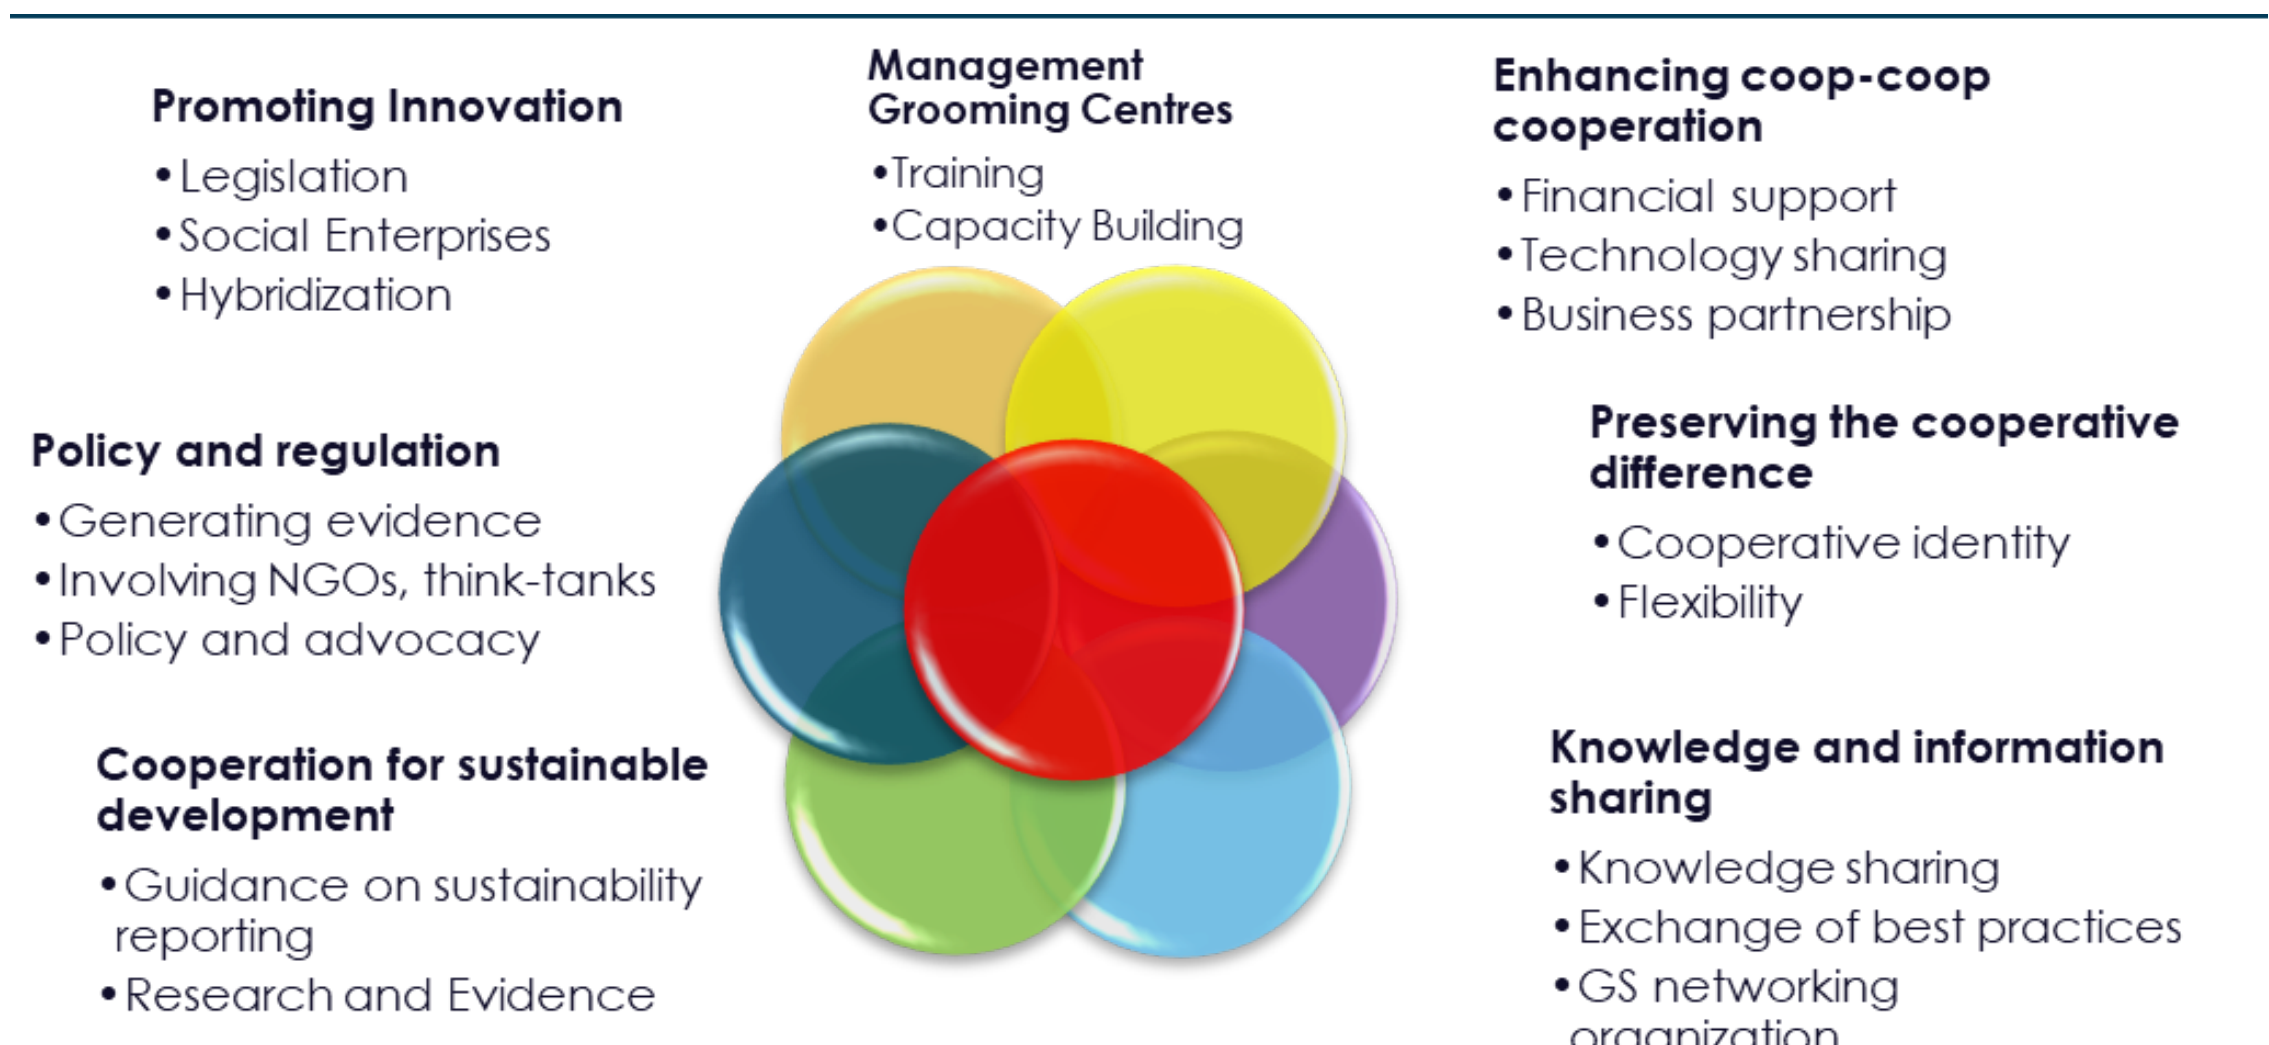 Promoting Innovation
•Legislation
•Social Enterprises
•Hybridization
Management
Grooming Centres
•Training
•Capacity Building
Enhancing coop-coop
cooperation
•Financial support
•Technology sharing
•Business partnership
Policy and regulation
•Generating evidence
•Involving NGOs, think-tanks
•Policy and advocacy
Preserving the cooperative
difference
•Cooperative identity
•Flexibility
Cooperation for sustainable
development
•Guidance on sustainability
reporting
•Research and Evidence
Knowledge and information
sharing
•Knowledge sharing
•Exchange of best practices
•GS networking
organization